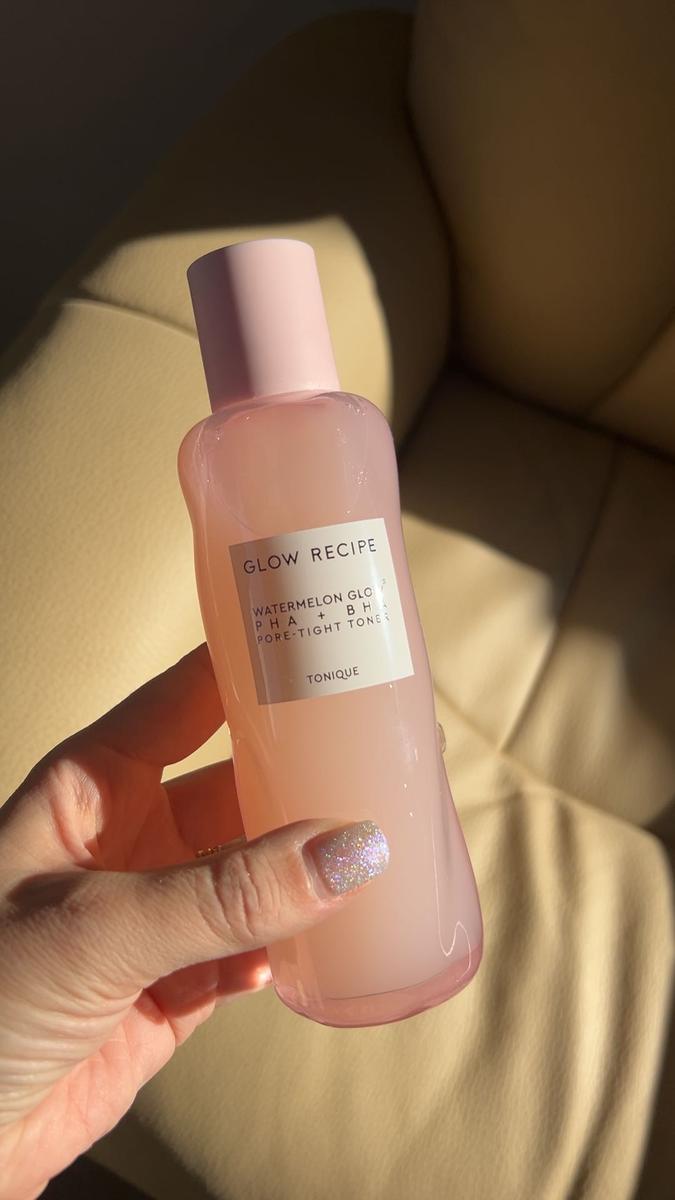 GLOW RECIPE
WATERMELON GLOW
PHA + BHA
PORE-TIGHT TONER
TONIQUE